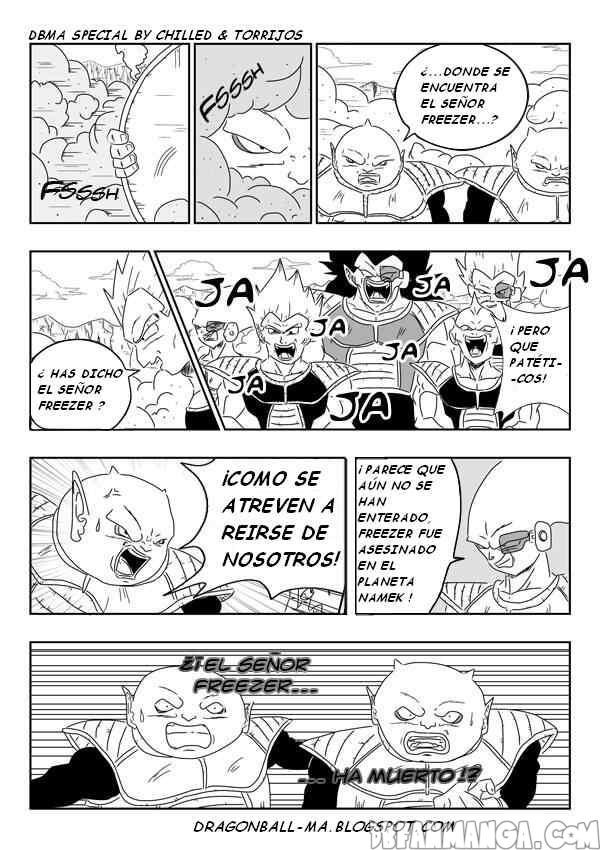 DBMA SPECIAL BY CHILLED & TORRIJOS
FSSSH
FSSSH
¿...DONDE SE
ENCUENTRA
EL SEÑOR
FREEZER...?
¿ HAS DICHO
EL SEÑOR
FREEZER ?
JA
JA
JA
JA
JA
JA
JA
¡PERO
QUE
PATÉTI-
-COS!
¡COMO SE
ATREVEN A
REIRSE DE
NOSOTROS!
¡PARECE QUE
AÚN NO SE
HAN
ENTERADO,
FREEZER FUE
ASESINADO
EN EL
PLANETA
NAMEK !
¿¡EL SEÑOR
FREEZER...
... HA MUERTO!?
DRAGONBALL-MA.BLOGSPOT.COM
DBFANMANGA.COM